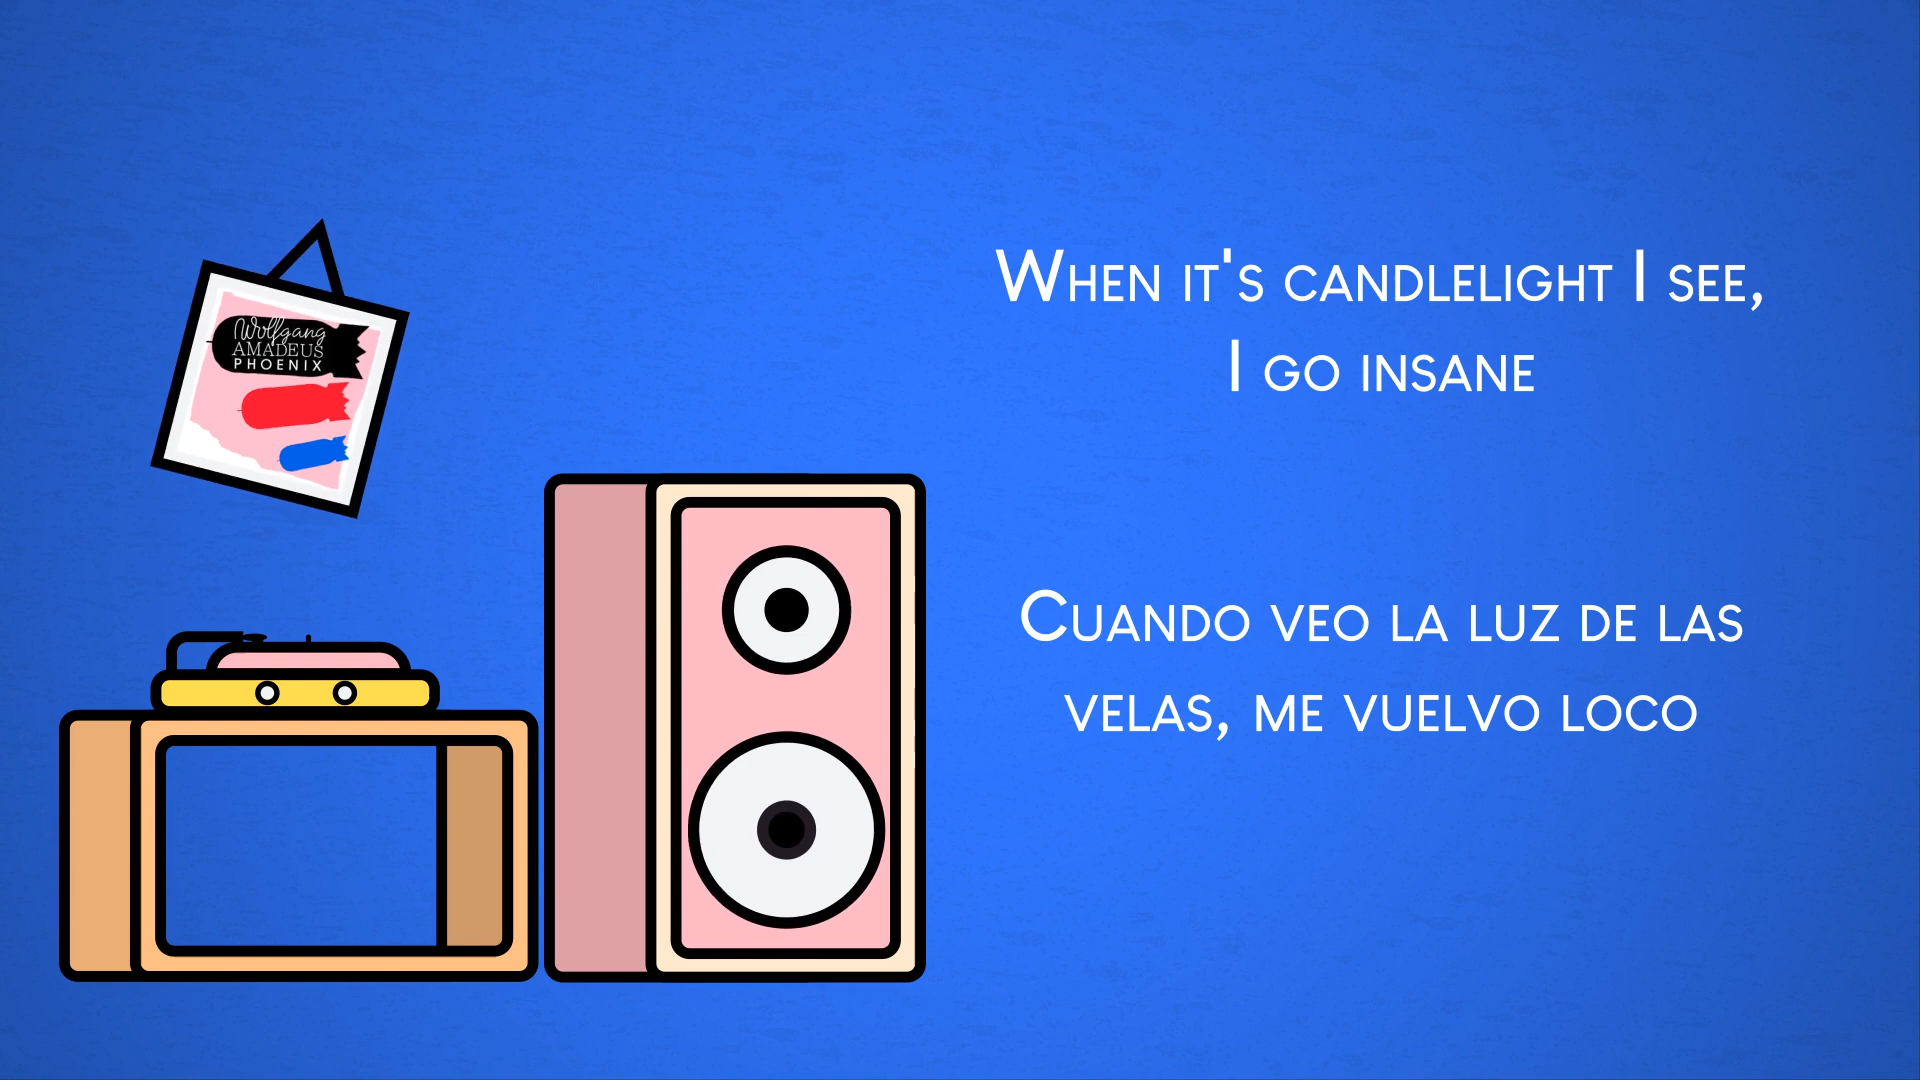 Wolfgang
AMADEUS
PHOENIX
When it's candlelight I see,
I go insane
Cuando veo la luz de las
velas, me vuelvo loco